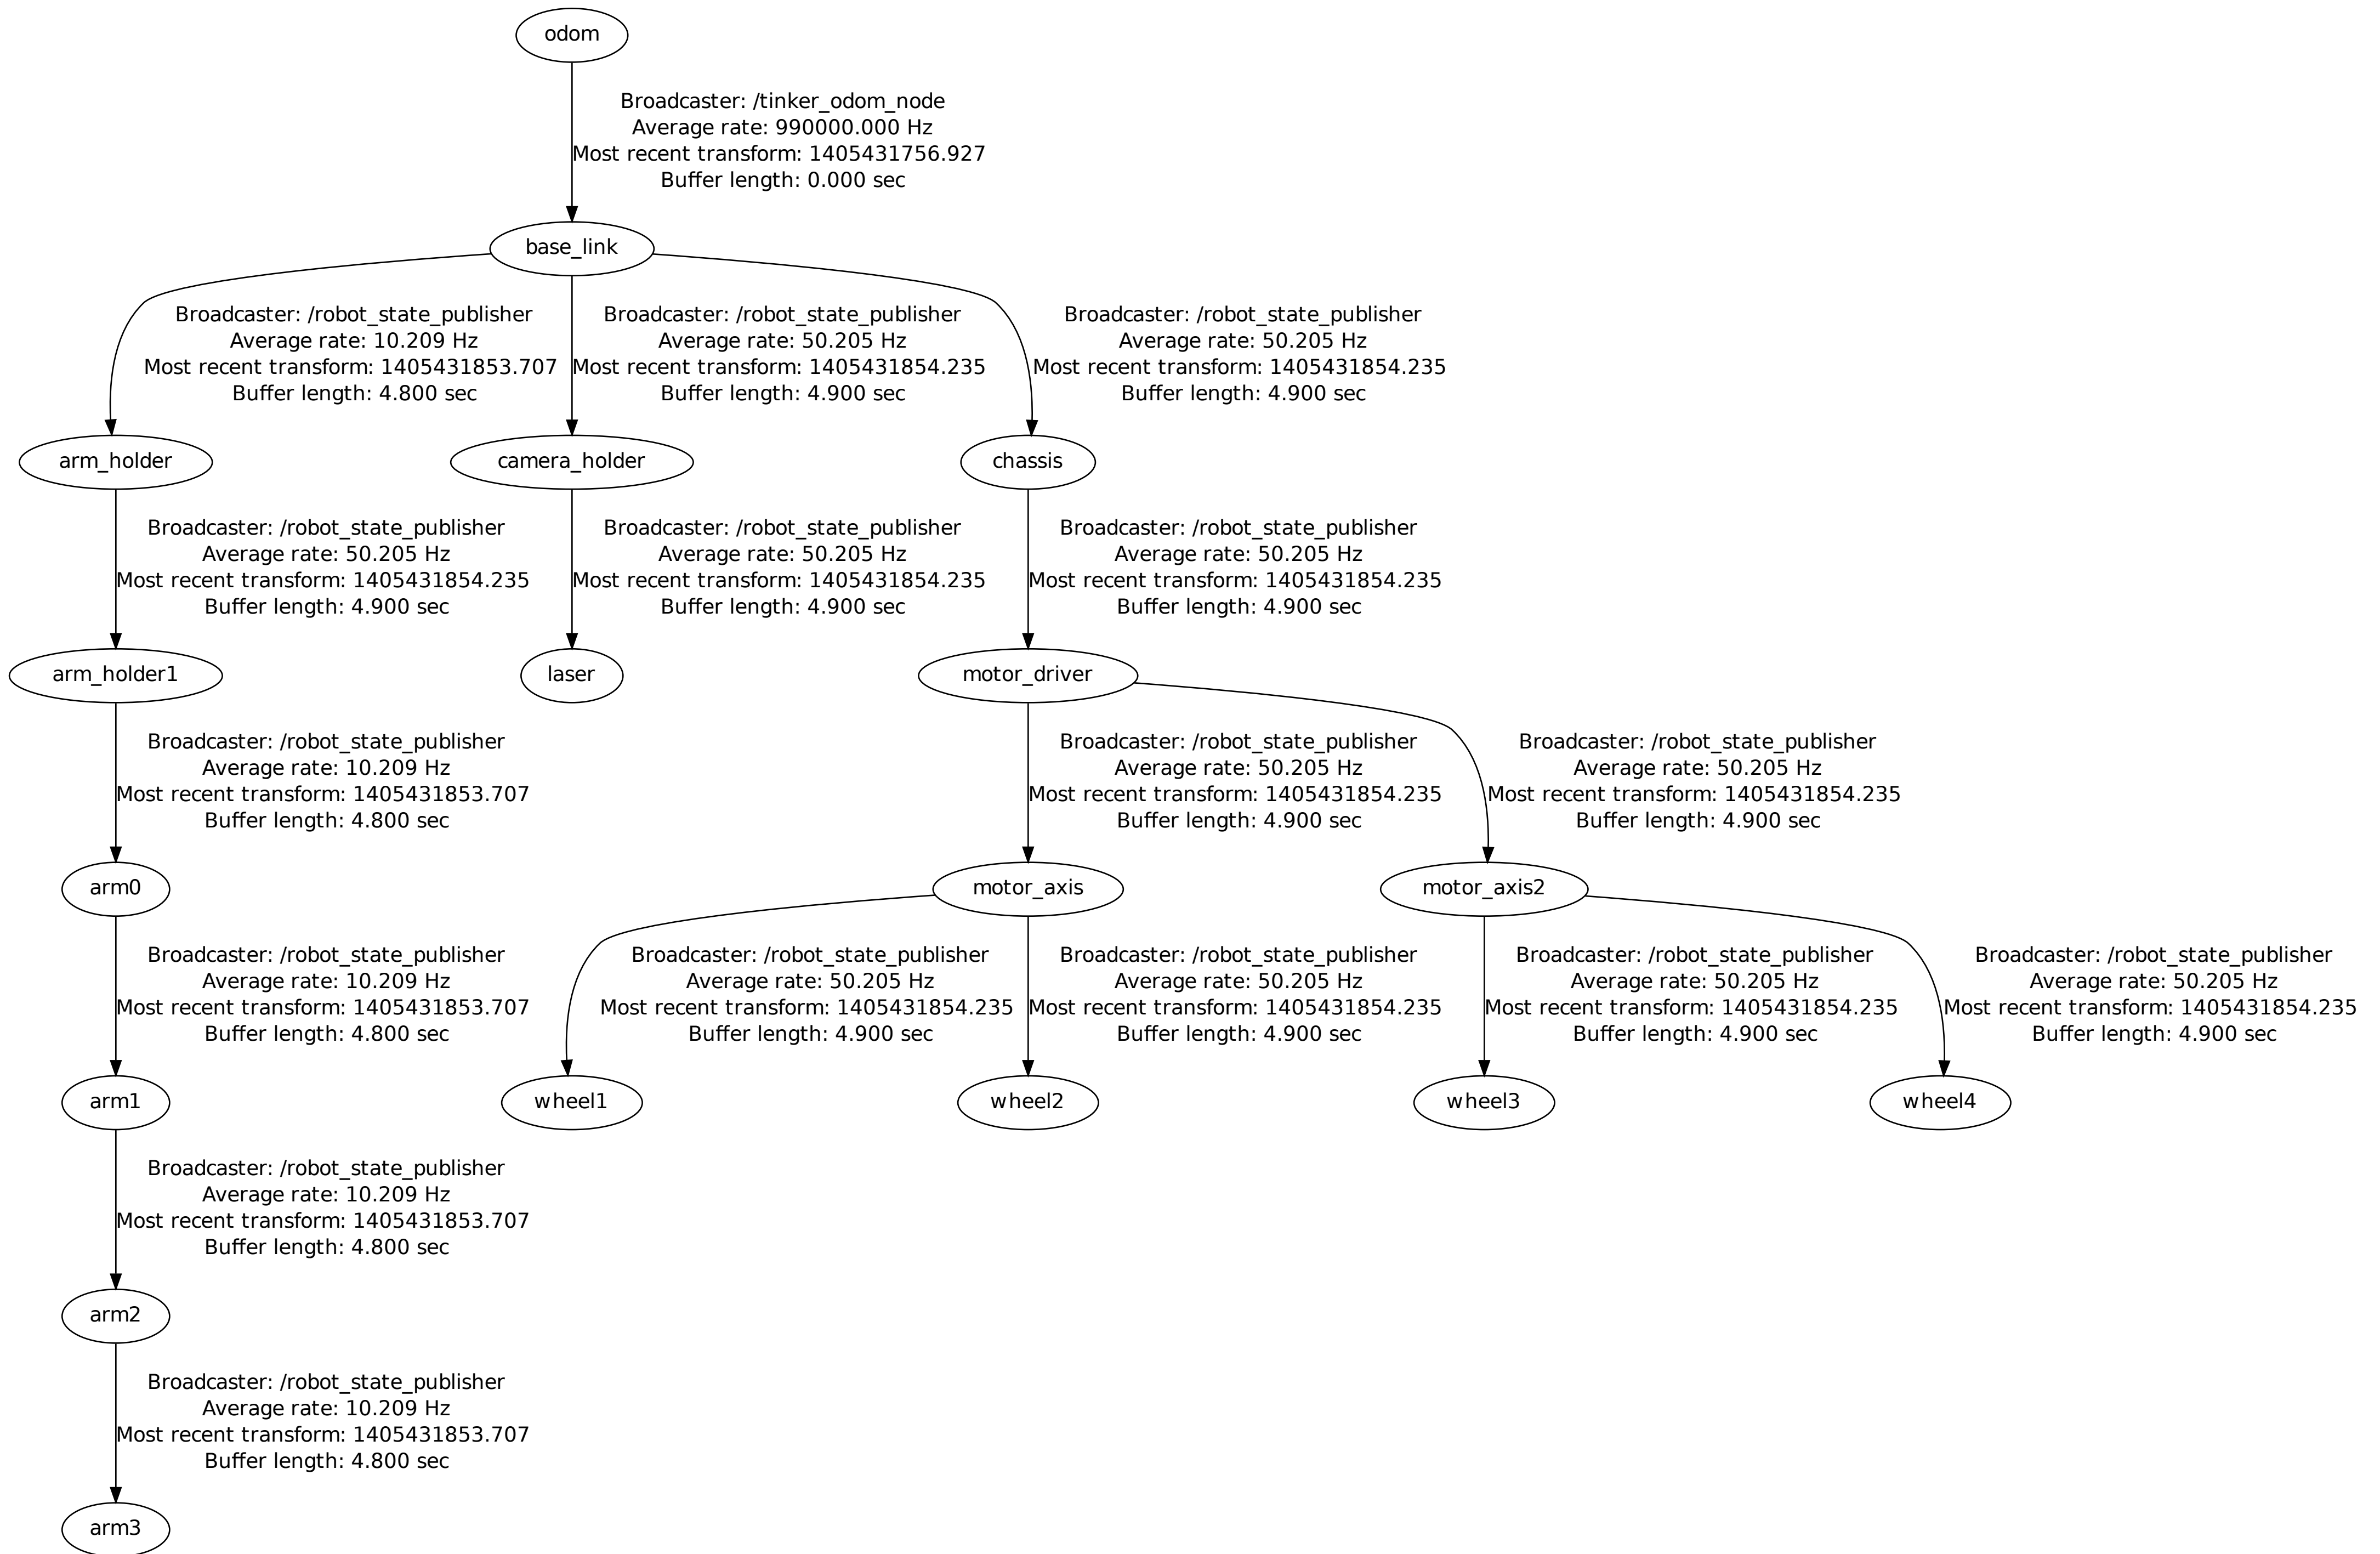 odom
Broadcaster: /tinker_odom_node
Average rate: 990000.000 Hz
Most recent transform: 1405431756.927
Buffer length: 0.000 sec
base_link
Broadcaster: /robot_state_publisher
Average rate: 10.209 Hz
Most recent transform: 1405431853.707
Buffer length: 4.800 sec
Broadcaster: /robot_state_publisher
Average rate: 50.205 Hz
Most recent transform: 1405431854.235
Buffer length: 4.900 sec
Broadcaster: /robot_state_publisher
Average rate: 50.205 Hz
Most recent transform: 1405431854.235
Buffer length: 4.900 sec
arm_holder
camera_holder
chassis
Broadcaster: /robot_state_publisher
Average rate: 50.205 Hz
Most recent transform: 1405431854.235
Buffer length: 4.900 sec
Broadcaster: /robot_state_publisher
Average rate: 50.205 Hz
Most recent transform: 1405431854.235
Buffer length: 4.900 sec
Broadcaster: /robot_state_publisher
Average rate: 50.205 Hz
Most recent transform: 1405431854.235
Buffer length: 4.900 sec
arm_holder1
laser
motor_driver
Broadcaster: /robot_state_publisher
Average rate: 10.209 Hz
Most recent transform: 1405431853.707
Buffer length: 4.800 sec
Broadcaster: /robot_state_publisher
Average rate: 50.205 Hz
Most recent transform: 1405431854.235
Buffer length: 4.900 sec
Broadcaster: /robot_state_publisher
Average rate: 50.205 Hz
Most recent transform: 1405431854.235
Buffer length: 4.900 sec
arm0
motor_axis
motor_axis2
Broadcaster: /robot_state_publisher
Average rate: 10.209 Hz
Most recent transform: 1405431853.707
Buffer length: 4.800 sec
Broadcaster: /robot_state_publisher
Average rate: 50.205 Hz
Most recent transform: 1405431854.235
Buffer length: 4.900 sec
Broadcaster: /robot_state_publisher
Average rate: 50.205 Hz
Most recent transform: 1405431854.235
Buffer length: 4.900 sec
Broadcaster: /robot_state_publisher
Average rate: 50.205 Hz
Most recent transform: 1405431854.235
Buffer length: 4.900 sec
Broadcaster: /robot_state_publisher
Average rate: 50.205 Hz
Most recent transform: 1405431854.235
Buffer length: 4.900 sec
arm1
wheel1
wheel2
wheel3
wheel4
Broadcaster: /robot_state_publisher
Average rate: 10.209 Hz
Most recent transform: 1405431853.707
Buffer length: 4.800 sec
arm2
Broadcaster: /robot_state_publisher
Average rate: 10.209 Hz
Most recent transform: 1405431853.707
Buffer length: 4.800 sec
arm3